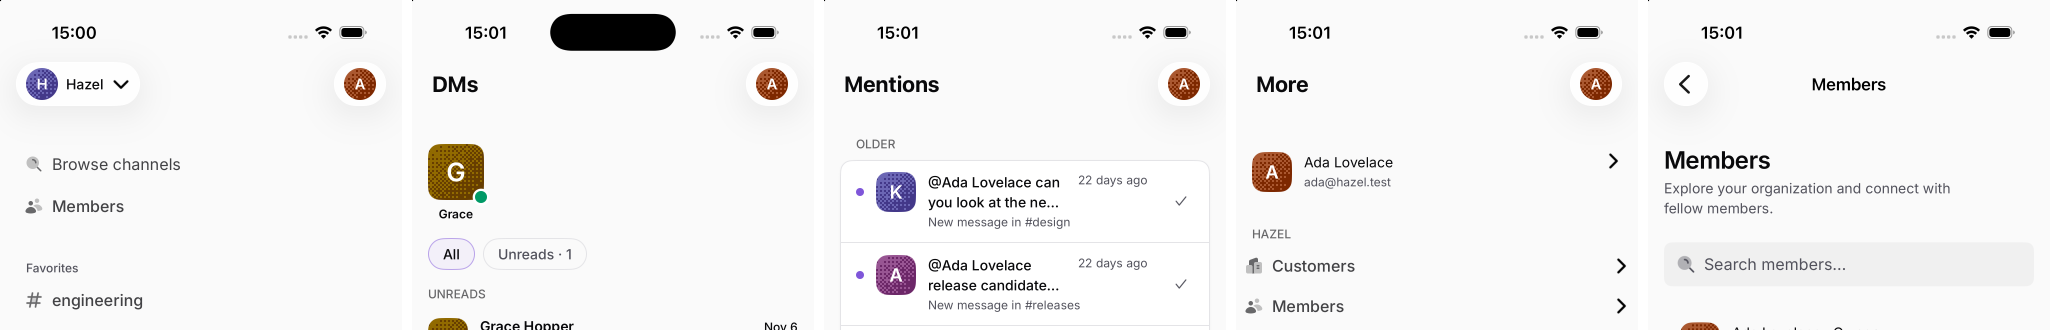 15:00
H Hazel
A
Browse channels
Members
Favorites
# engineering
15:01
DMs
A
G
Grace
All
Unreads · 1
UNREADS
Grace Hopper
Nov 6
15:01
Mentions
A
OLDER
K
@Ada Lovelace can
22 days ago
you look at the ne...
New message in #design
A
@Ada Lovelace
22 days ago
release candidate...
New message in #releases
15:01
More
A
A
Ada Lovelace
ada@hazel.test
HAZEL
Customers
Members
15:01
Members
Members
Explore your organization and connect with
fellow members.
Search members...